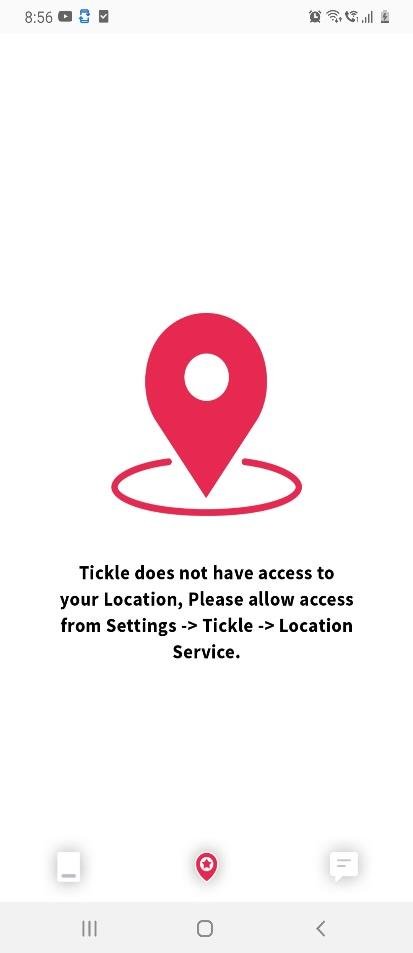 8:56
Tickle does not have access to
your Location, Please allow access
from Settings -> Tickle -> Location
Service.